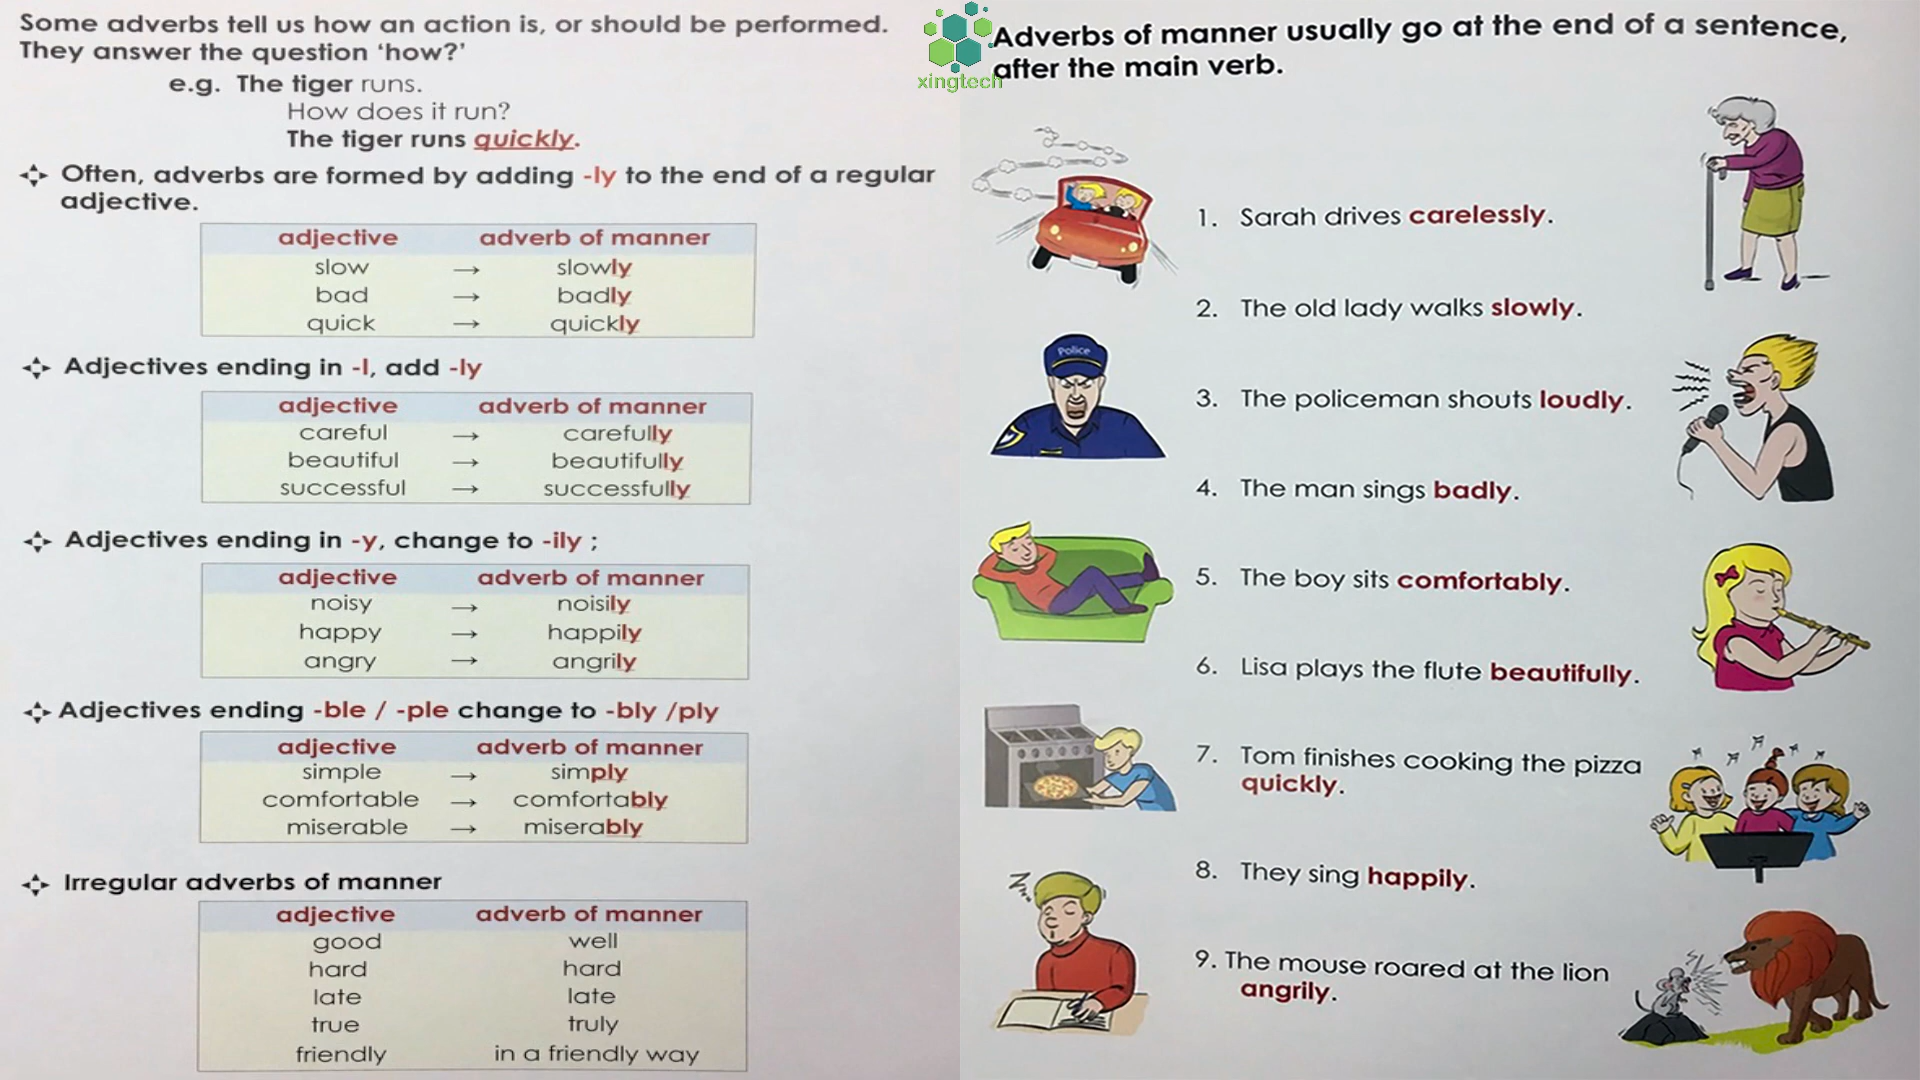 Some adverbs tell us how an action is, or should be performed.
They answer the question ‘how?’
e.g. The tiger runs.
How does it run?
The tiger runs quickly.
Often, adverbs are formed by adding -ly to the end of a regular
adjective.
adjective adverb of manner
slow → slowly
bad → badly
quick → quickly
Adjectives ending in -l, add -ly
adjective adverb of manner
careful → carefully
beautiful → beautifully
successful → successfully
Adjectives ending in -y, change to -ily ;
adjective adverb of manner
noisy → noisily
happy → happily
angry → angrily
Adjectives ending -ble / -ple change to -bly /ply
adjective adverb of manner
simple → simply
comfortable → comfortably
miserable → miserably
Irregular adverbs of manner
adjective adverb of manner
good well
hard hard
late late
true truly
friendly in a friendly way
xingtech
Adverbs of manner usually go at the end of a sentence,
after the main verb.
1. Sarah drives carelessly.
2. The old lady walks slowly.
Police
3. The policeman shouts loudly.
4. The man sings badly.
5. The boy sits comfortably.
6. Lisa plays the flute beautifully.
7. Tom finishes cooking the pizza
quickly.
8. They sing happily.
Zzz
9. The mouse roared at the lion
angrily.